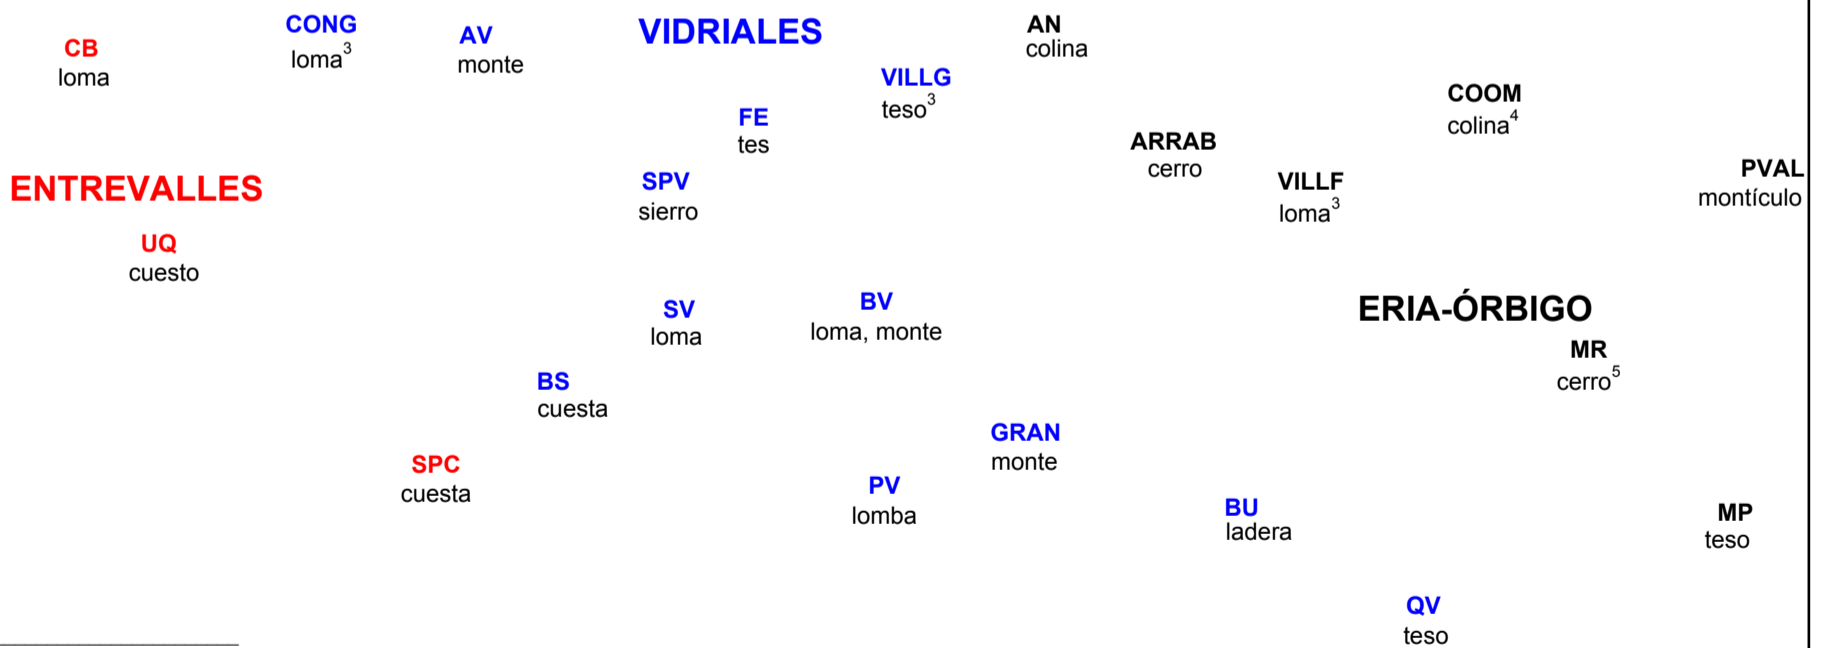 CONG
AV
VIDRIALES
AN
CB
loma
loma³
monte
colina
VILLG
teso³
COOM
colina⁴
FE
tes
ARRAB
cerro
PVAL
montículo
ENTREVALLES
SPV
sierro
VILLF
loma³
UQ
cuesto
SV
loma
BV
loma, monte
ERIA-ÓRBIGO
MR
cerro⁵
BS
cuesta
GRAN
monte
SPC
cuesta
PV
lomba
BU
ladera
MP
teso
QV
teso